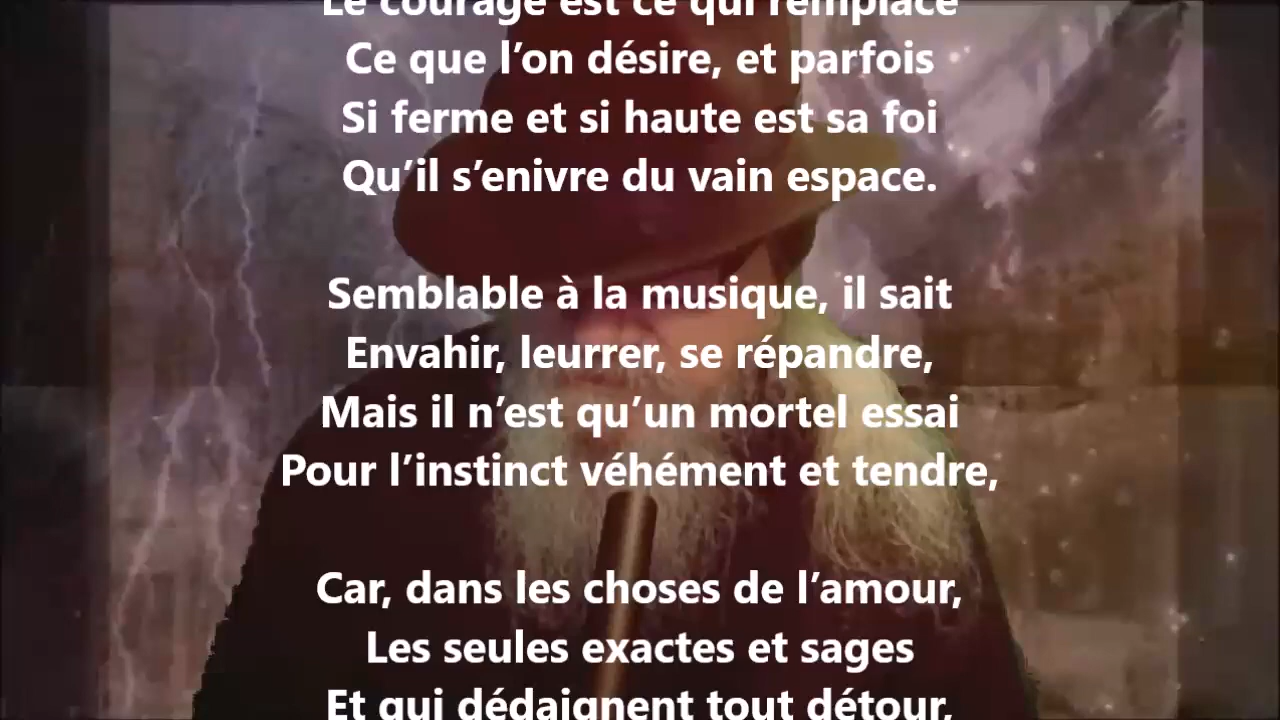 Le courage est ce qui remplace
Ce que l’on désire, et parfois
Si ferme et si haute est sa foi
Qu’il s’enivre du vain espace.
Semblable à la musique, il sait
Envahir, leurrer, se répandre,
Mais il n’est qu’un mortel essai
Pour l’instinct véhément et tendre,
Car, dans les choses de l’amour,
Les seules exactes et sages
Et qui dédaignent tout détour,